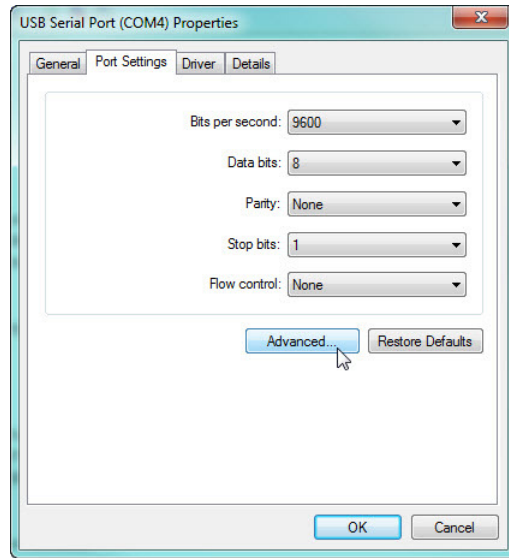 USB Serial Port (COM4) Properties
General Port Settings Driver Details
Bits per second: 9600
Data bits: 8
Parity: None
Stop bits: 1
Flow control: None
Advanced... Restore Defaults
OK Cancel